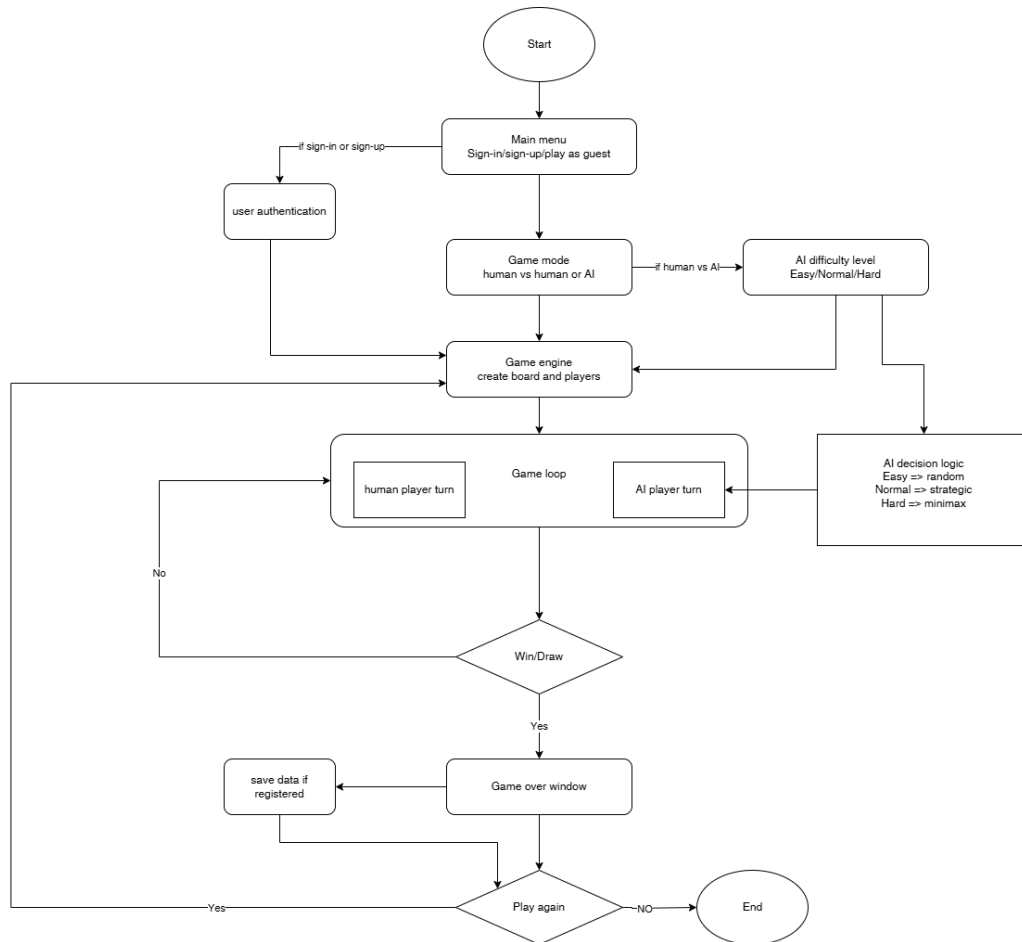 Start
Main menu
Sign-in/sign-up/play as guest
if sign-in or sign-up
user authentication
Game mode
human vs human or AI
if human vs AI
AI difficulty level
Easy/Normal/Hard
Game engine
create board and players
Game loop
human player turn
AI player turn
AI decision logic
Easy => random
Normal => strategic
Hard => minimax
No
Win/Draw
Yes
save data if
registered
Game over window
Yes
Play again
NO
End